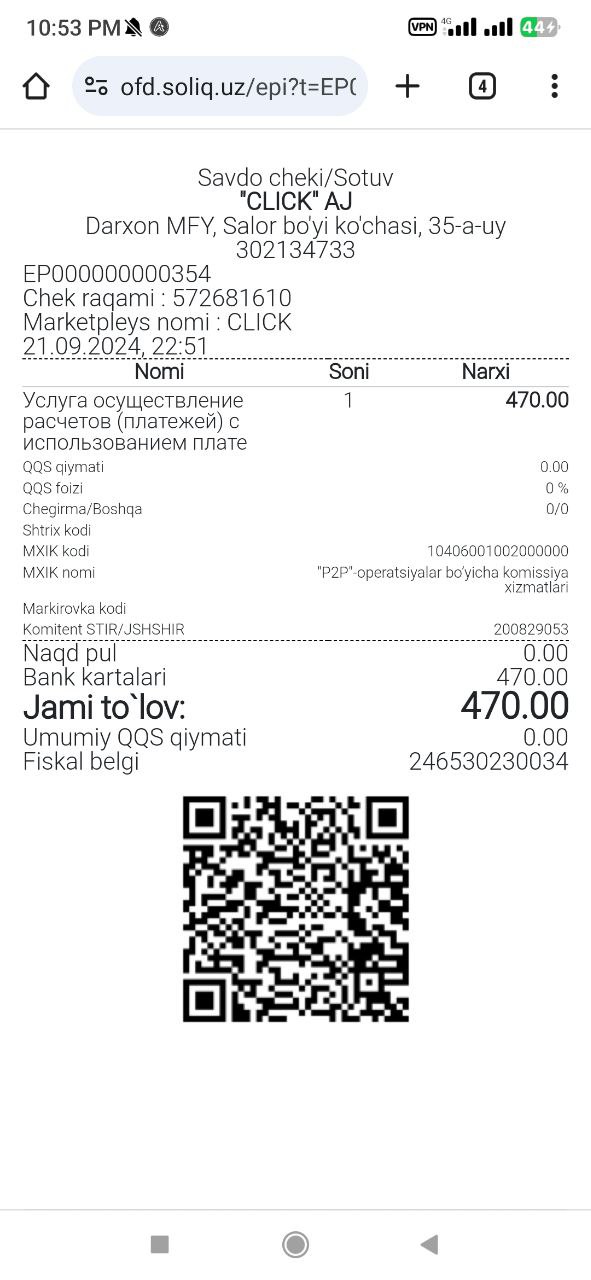 10:53 PM
VPN 4G 44
ofd.soliq.uz/epi?t=EP(
4
Savdo cheki/Sotuv
"CLICK" AJ
Darxon MFY, Salor bo'yi ko'chasi, 35-a-uy
302134733
EP000000000354
Chek raqami : 572681610
Marketpleys nomi : CLICK
21.09.2024, 22:51
Nomi Soni Narxi
Услуга осуществление 1 470.00
расчетов (платежей) с
использованием плате
QQS qiymati 0.00
QQS foizi 0 %
Chegirma/Boshqa 0/0
Shtrix kodi
MXIK kodi 10406001002000000
MXIK nomi "P2P"-operatsiyalar bo‘yicha komissiya
xizmatlari
Markirovka kodi
Komitent STIR/JSHSHIR 200829053
Naqd pul 0.00
Bank kartalari 470.00
Jami to`lov: 470.00
Umumiy QQS qiymati 0.00
Fiskal belgi 246530230034